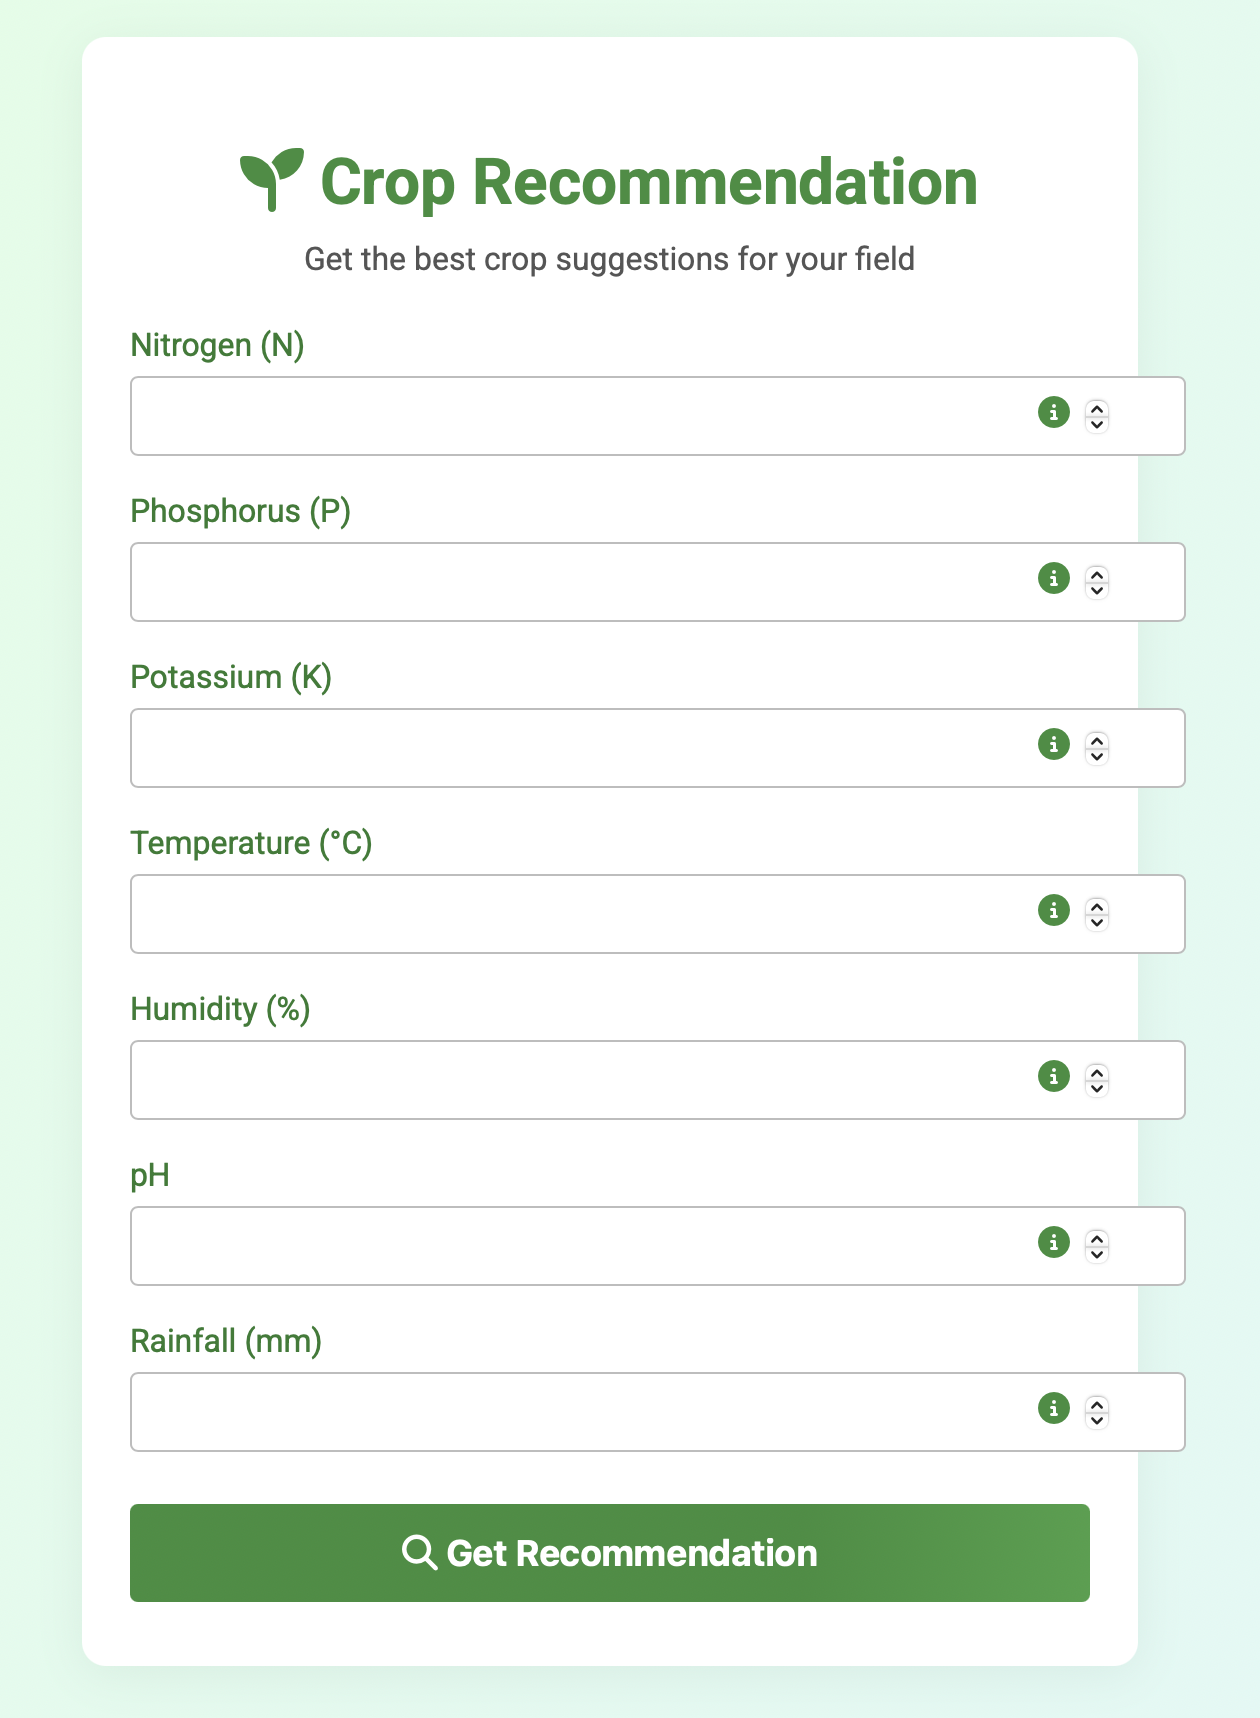 Crop Recommendation
Get the best crop suggestions for your field
Nitrogen (N)
Phosphorus (P)
Potassium (K)
Temperature (°C)
Humidity (%)
pH
Rainfall (mm)
Get Recommendation